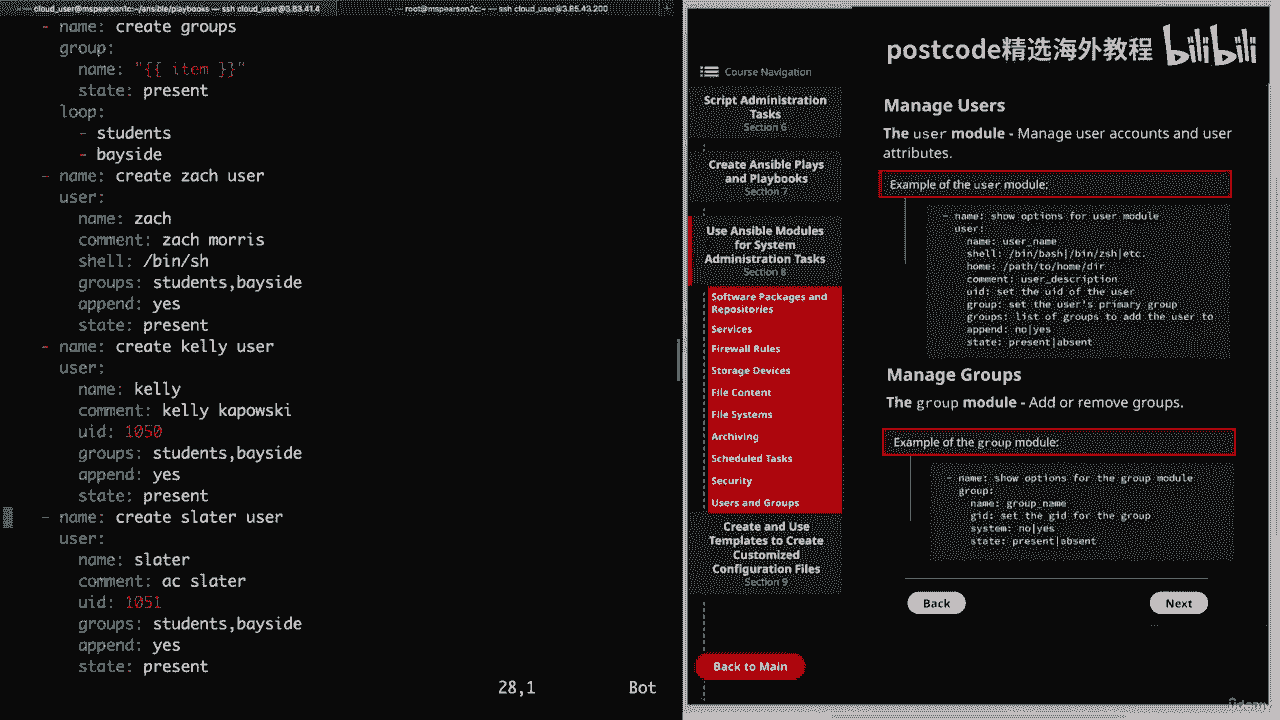 cloud_user@mspearson1c:~/ansible/playbooks — ssh cloud_user@3.83.41.4
root@mspearson2c:~ — ssh cloud_user@3.85.43.200
- name: create groups
group:
name: "{{ item }}"
state: present
loop:
- students
- bayside
- name: create zach user
user:
name: zach
comment: zach morris
shell: /bin/sh
groups: students,bayside
append: yes
state: present
- name: create kelly user
user:
name: kelly
comment: kelly kapowski
uid: 1050
groups: students,bayside
append: yes
state: present
- name: create slater user
user:
name: slater
comment: ac slater
uid: 1051
groups: students,bayside
append: yes
state: present
28,1 Bot
postcode精选海外教程 bilibili
Course Navigation
Script Administration
Tasks
Section 6
Create Ansible Plays
and Playbooks
Section 7
Use Ansible Modules
for System
Administration Tasks
Section 8
Software Packages and
Repositories
Services
Firewall Rules
Storage Devices
File Content
File Systems
Archiving
Scheduled Tasks
Security
Users and Groups
Create and Use
Templates to Create
Customized
Configuration Files
Section 9
Back to Main
Manage Users
The user module - Manage user accounts and user
attributes.
Example of the user module:
- name: show options for user module
user:
name: user_name
shell: /bin/bash|/bin/zsh|etc.
home: /path/to/home/dir
comment: user_description
uid: set the uid of the user
group: set the user's primary group
groups: list of groups to add the user to
append: no|yes
state: present|absent
Manage Groups
The group module - Add or remove groups.
Example of the group module:
- name: show options for the group module
group:
name: group_name
gid: set the gid for the group
system: no|yes
state: present|absent
Back
Next
Udemy